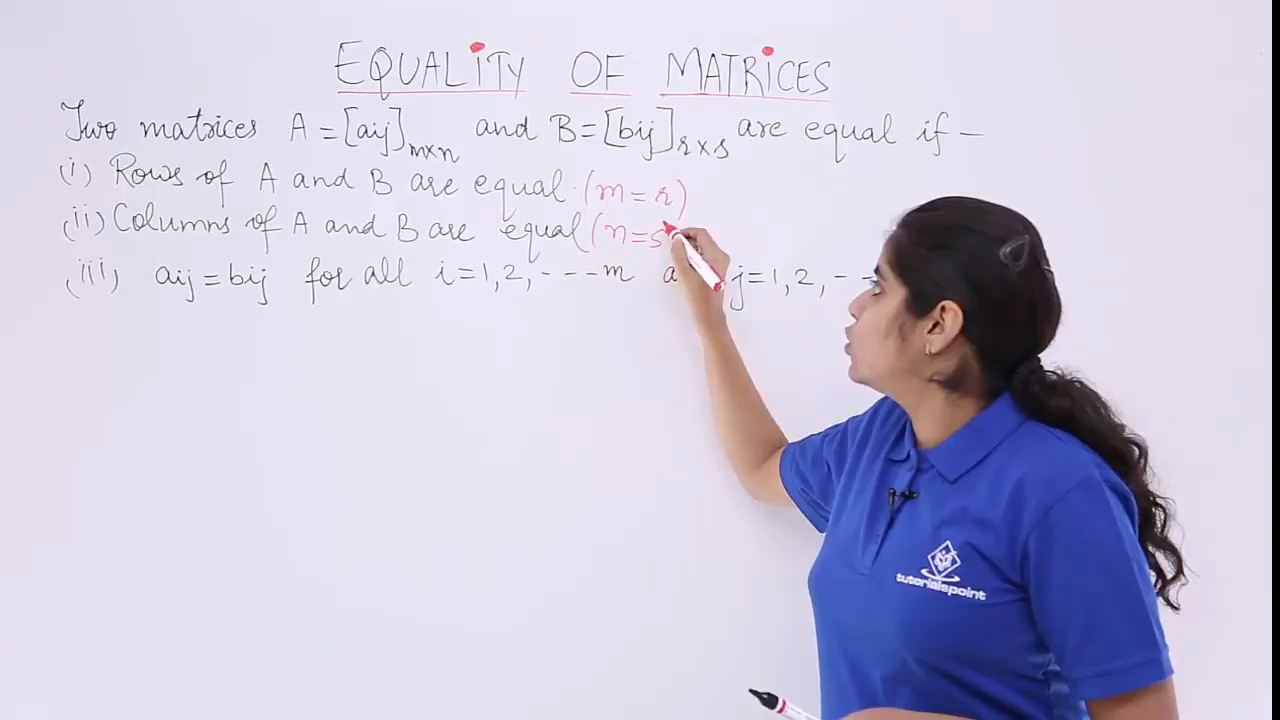 EQUALITY OF MATRICES
Two matrices A = [aij]m×n and B = [bij]r×s are equal if –
(i) Rows of A and B are equal. (m = r)
(ii) Columns of A and B are equal (n = s
(iii) aij = bij for all i = 1, 2, - - - m a j = 1, 2, - -
tutorialspoint